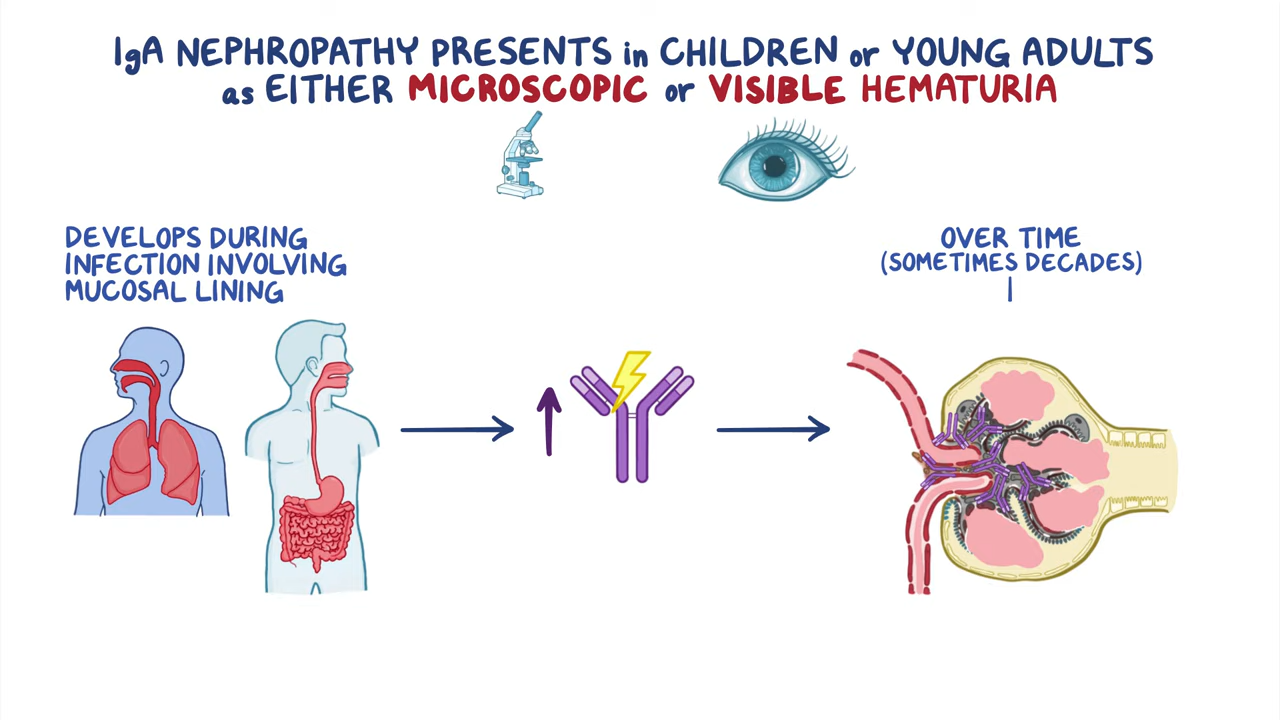 IgA NEPHROPATHY PRESENTS in CHILDREN or YOUNG ADULTS
as EITHER MICROSCOPIC or VISIBLE HEMATURIA
DEVELOPS DURING
INFECTION INVOLVING
MUCOSAL LINING
OVER TIME
(SOMETIMES DECADES)